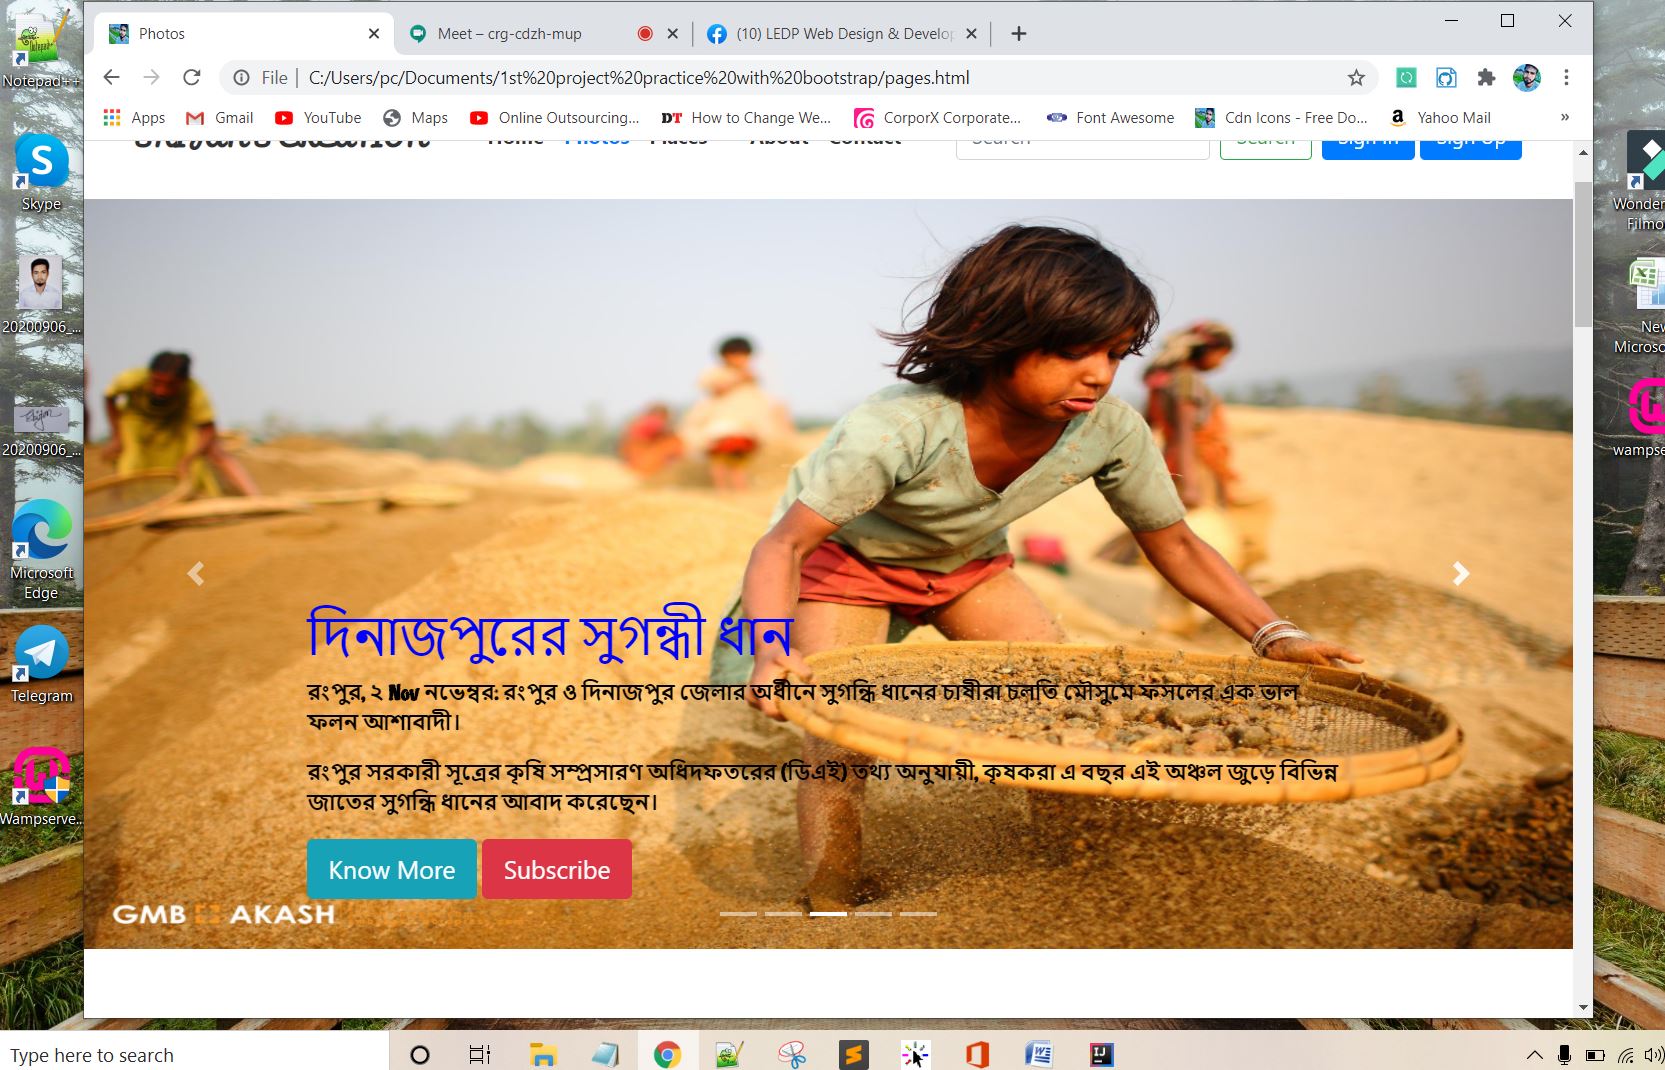 Photos
Meet – crg-cdzh-mup
(10) LEDP Web Design & Develop
File
C:/Users/pc/Documents/1st%20project%20practice%20with%20bootstrap/pages.html
Apps
Gmail
YouTube
Maps
Online Outsourcing...
How to Change We...
CorporX Corporate...
Font Awesome
Cdn Icons - Free Do...
Yahoo Mail
»
Home
Photos
Places
About
Contact
Search
Search
Sign In
Sign Up
দিনাজপুরের সুগন্ধী ধান
রংপুর, ২ Nov নভেম্বর: রংপুর ও দিনাজপুর জেলার অধীনে সুগন্ধি ধানের চাষীরা চলতি মৌসুমে ফসলের এক ভাল
ফলন আশাবাদী।
রংপুর সরকারী সূত্রের কৃষি সম্প্রসারণ অধিদফতরের (ডিএই) তথ্য অনুযায়ী, কৃষকরা এ বছর এই অঞ্চল জুড়ে বিভিন্ন
জাতের সুগন্ধি ধানের আবাদ করেছেন।
Know More
Subscribe
GMB AKASH
Notepad++
Skype
20200906_...
20200906_...
Microsoft
Edge
Telegram
Wampserve...
Wonder
Filmo
New
Microso
wampse
Type here to search